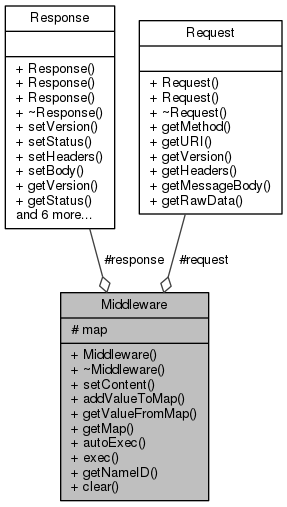 Response
+ Response()
+ Response()
+ Response()
+ ~Response()
+ setVersion()
+ setStatus()
+ setHeaders()
+ setBody()
+ getVersion()
+ getStatus()
and 6 more...
Request
+ Request()
+ Request()
+ ~Request()
+ getMethod()
+ getURI()
+ getVersion()
+ getHeaders()
+ getMessageBody()
+ getRawData()
#response
#request
Middleware
# map
+ Middleware()
+ ~Middleware()
+ setContent()
+ addValueToMap()
+ getValueFromMap()
+ getMap()
+ autoExec()
+ exec()
+ getNameID()
+ clear()